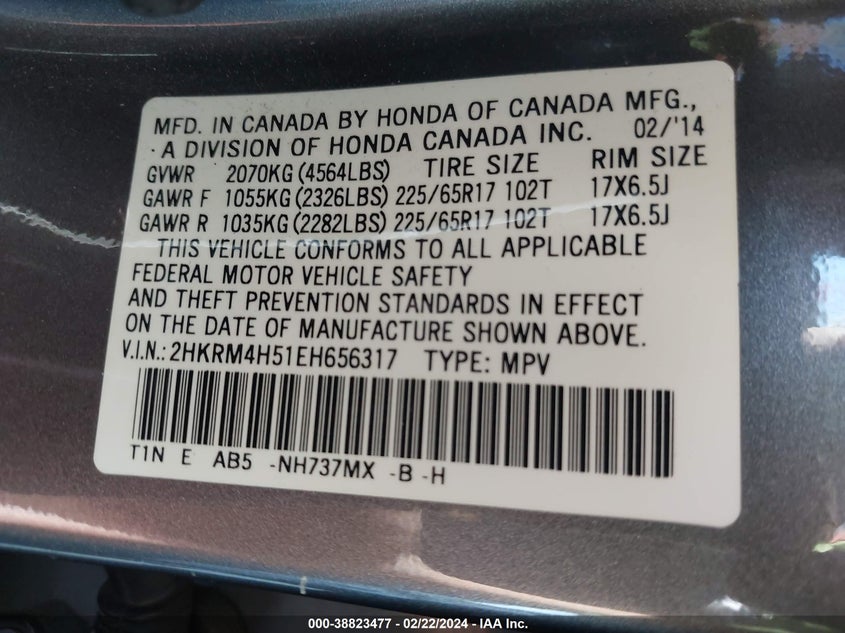 MFD. IN CANADA BY HONDA OF CANADA MFG.,
· A DIVISION OF HONDA CANADA INC. 02/'14
GVWR 2070KG (4564LBS) TIRE SIZE RIM SIZE
GAWR F 1055KG (2326LBS) 225/65R17 102T 17X6.5J
GAWR R 1035KG (2282LBS) 225/65R17 102T 17X6.5J
THIS VEHICLE CONFORMS TO ALL APPLICABLE
FEDERAL MOTOR VEHICLE SAFETY
AND THEFT PREVENTION STANDARDS IN EFFECT
ON THE DATE OF MANUFACTURE SHOWN ABOVE.
V.I.N.: 2HKRM4H51EH656317 TYPE: MPV
T1N E AB5 -NH737MX -B -H
000-38823477 - 02/22/2024 - IAA Inc.